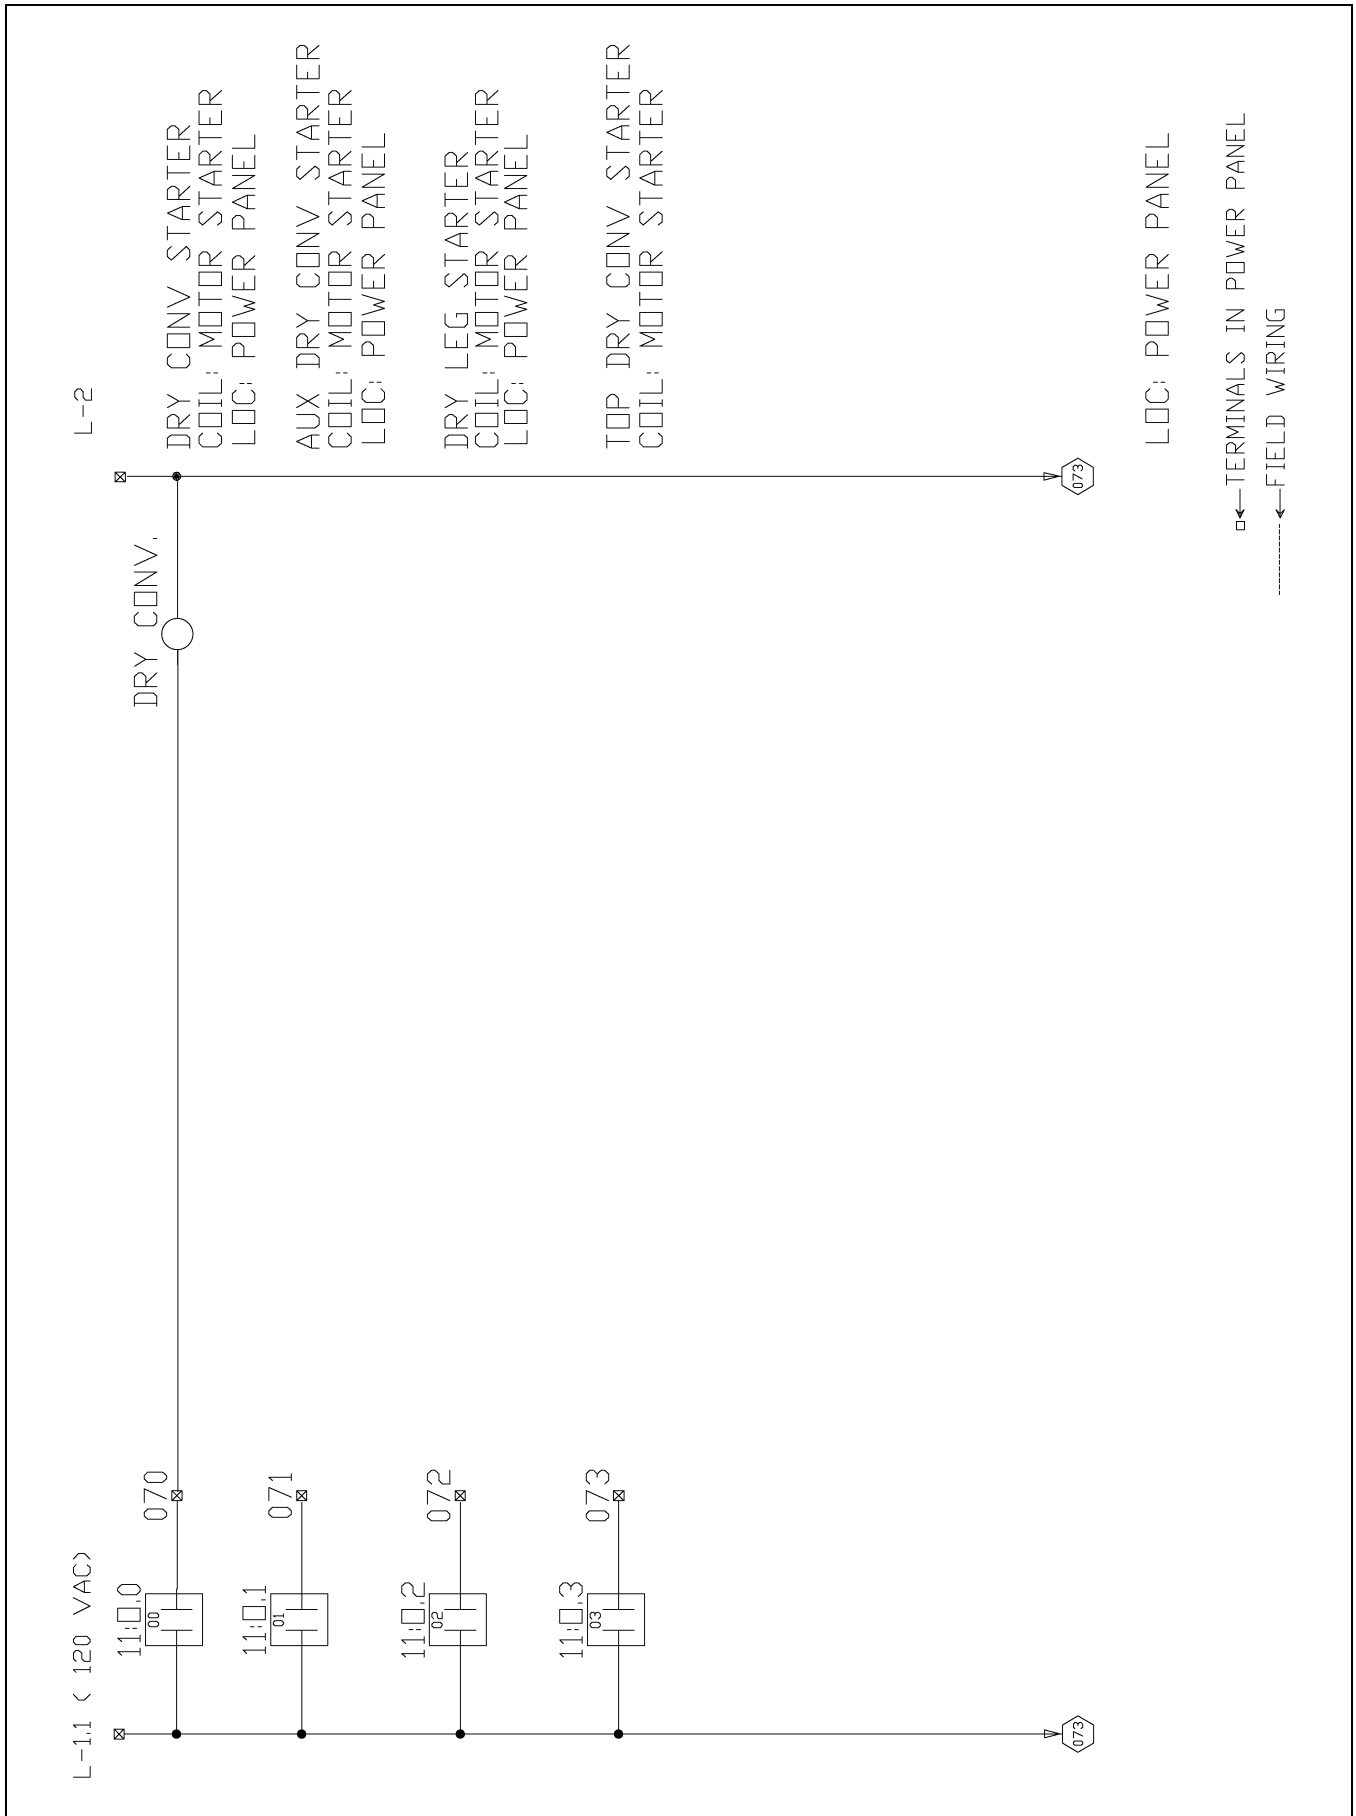 L-1.1 ( 120 VAC)
L-2
11:O.0
00
070
DRY CONV.
DRY CONV STARTER
COIL: MOTOR STARTER
LOC: POWER PANEL
11:O.1
01
071
AUX DRY CONV STARTER
COIL: MOTOR STARTER
LOC: POWER PANEL
11:O.2
02
072
DRY LEG STARTER
COIL: MOTOR STARTER
LOC: POWER PANEL
11:O.3
03
073
TOP DRY CONV STARTER
COIL: MOTOR STARTER
073
073
LOC: POWER PANEL
TERMINALS IN POWER PANEL
FIELD WIRING